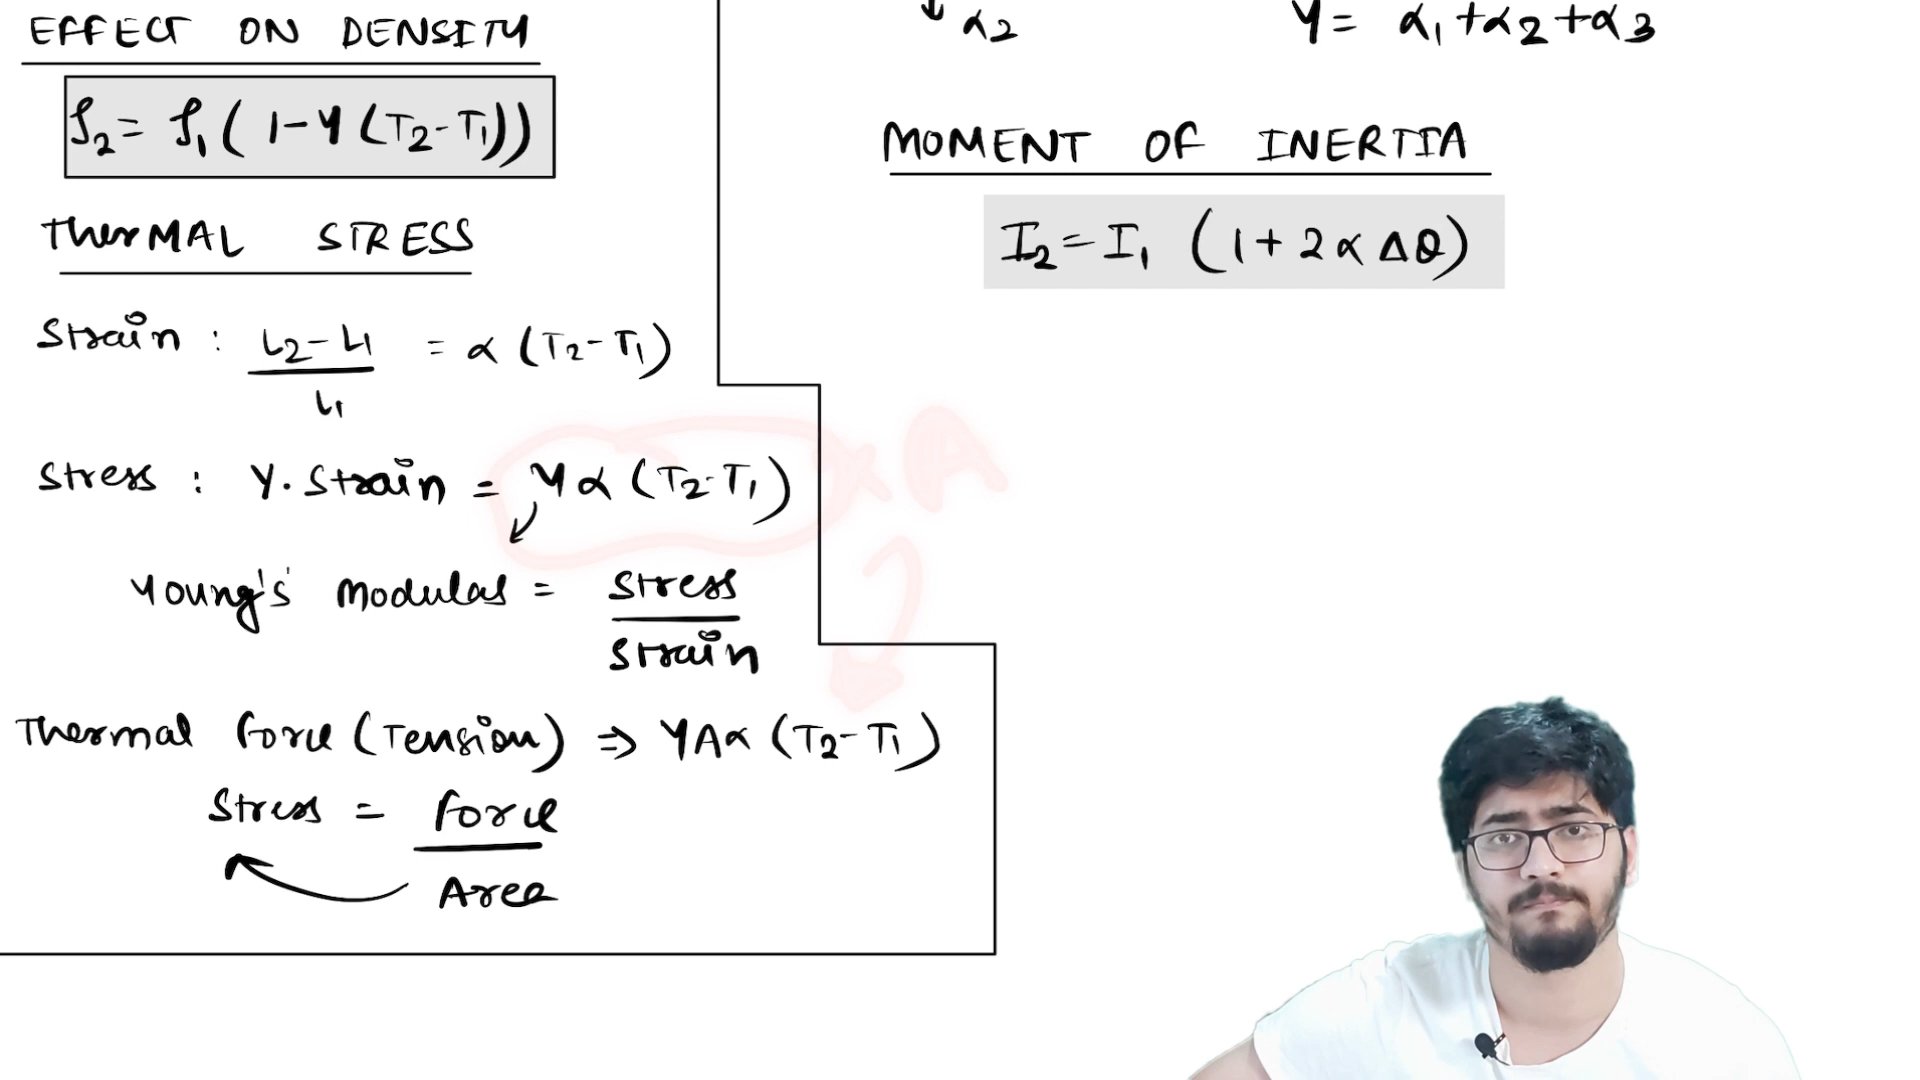 EFFECT ON DENSITY
ρ₂ = ρ₁ (1-γ(T₂-T₁))
Thermal STRESS
Strain : L₂-L₁ / L₁ = α (T₂-T₁)
Stress : Y. Strain = Yα (T₂-T₁)
× A
Young's Modulas = Stress / Strain
Thermal Force (Tension) ⇒ YAα (T₂-T₁)
Stress = Force / Area
α₂
γ = α₁+α₂+α₃
MOMENT OF INERTIA
I₂ = I₁ (1+2αΔθ)